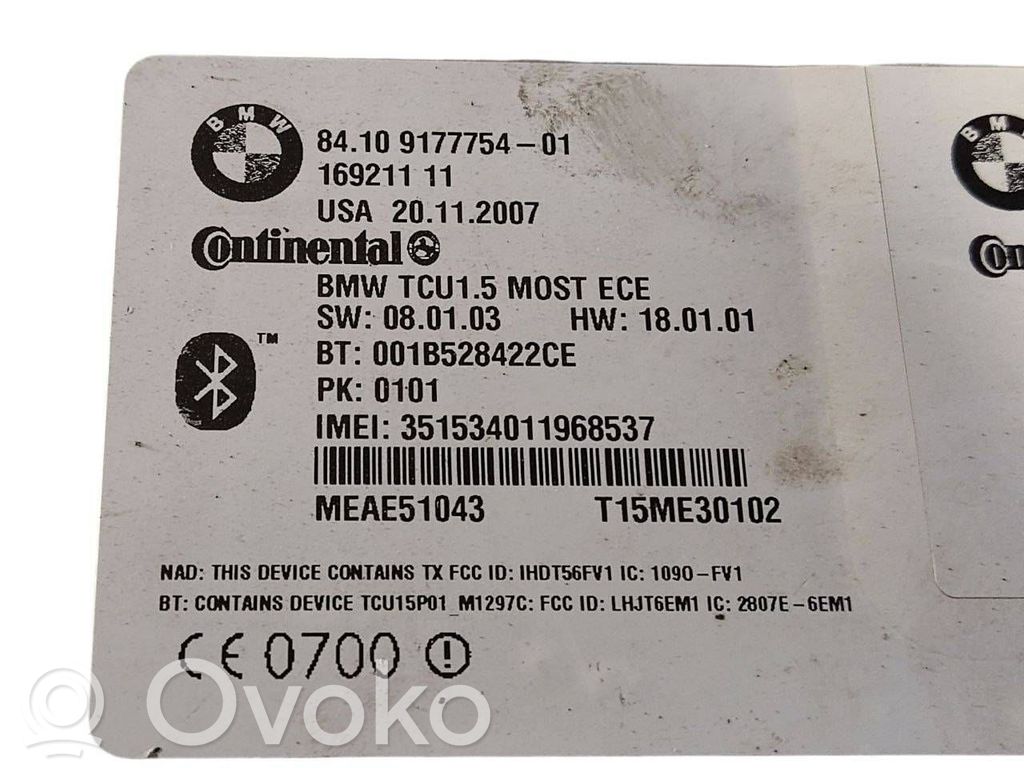 BMW
84.10 9177754-01
169211 11
USA 20.11.2007
Continental
BMW TCU1.5 MOST ECE
SW: 08.01.03 HW: 18.01.01
™
BT: 001B528422CE
PK: 0101
IMEI: 351534011968537
MEAE51043 T15ME30102
NAD: THIS DEVICE CONTAINS TX FCC ID: IHDT56FV1 IC: 1090-FV1
BT: CONTAINS DEVICE TCU15P01_M1297C: FCC ID: LHJT6EM1 IC: 2807E-6EM1
CE 0700
OVOKO
BM